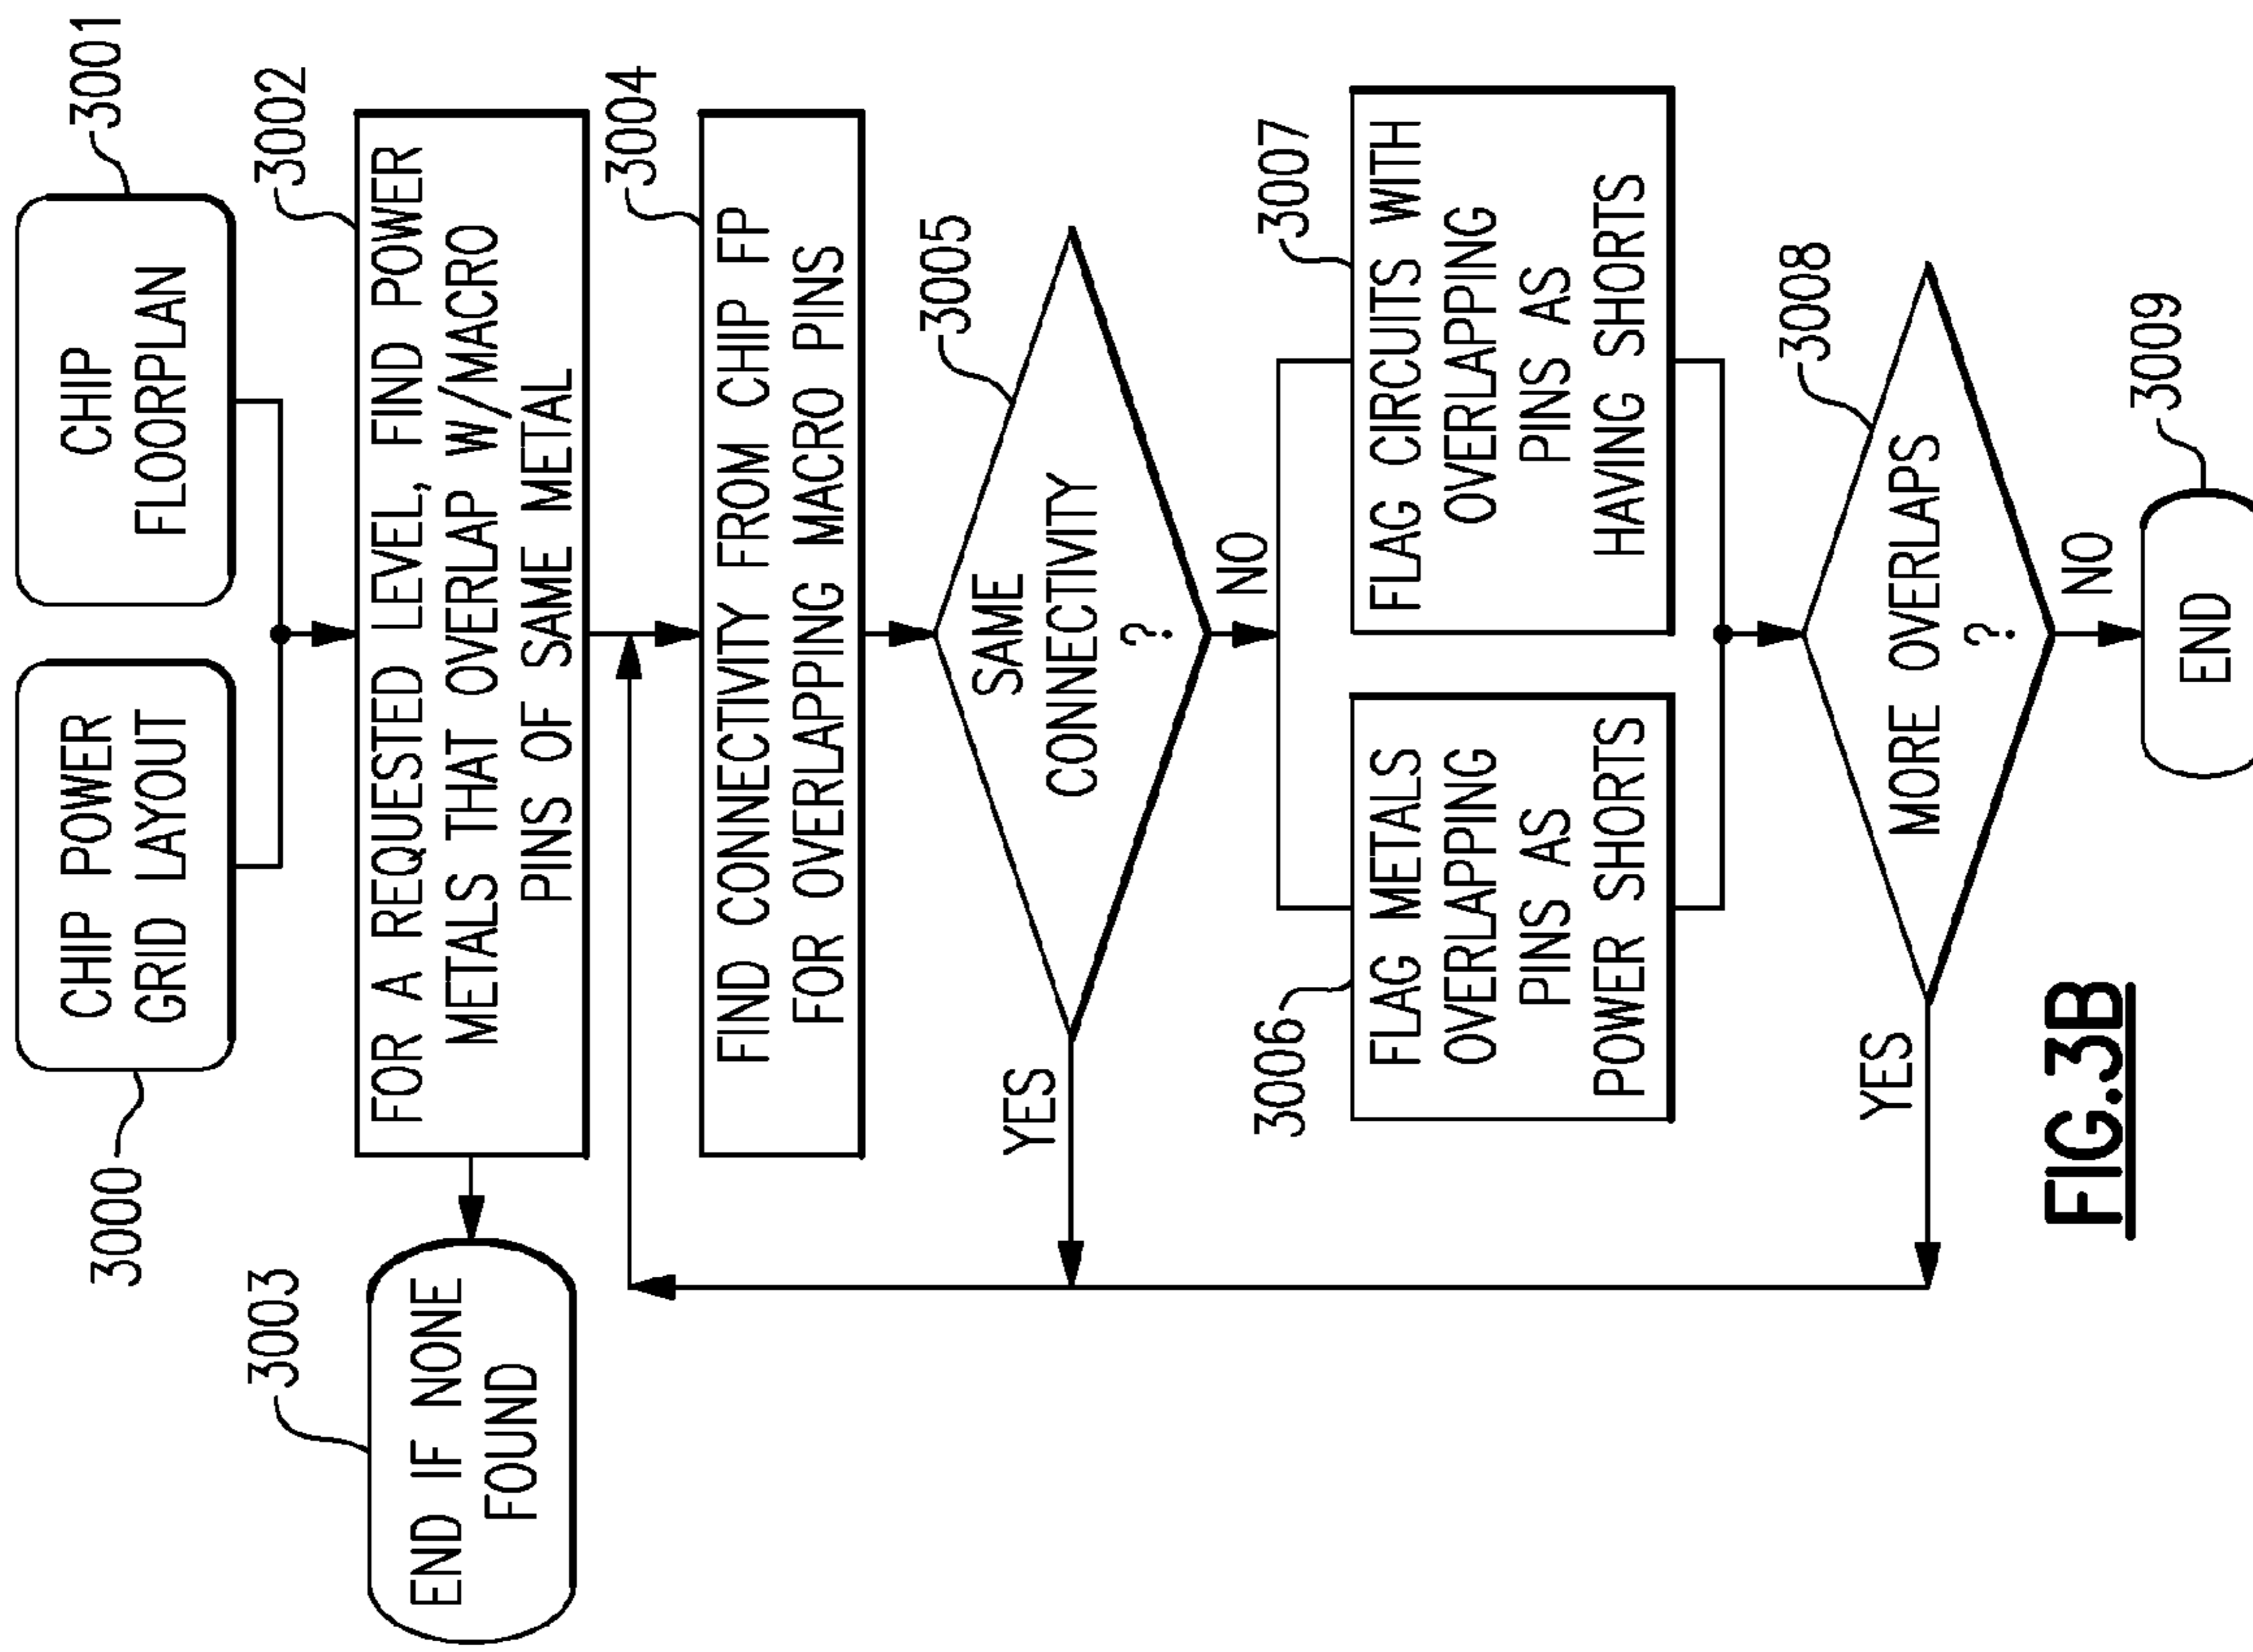 3000
CHIP POWER
GRID LAYOUT
CHIP
FLOORPLAN
3001
3002
FOR A REQUESTED LEVEL, FIND POWER
METALS THAT OVERLAP W/MACRO
PINS OF SAME METAL
3003
END IF NONE
FOUND
3004
FIND CONNECTIVITY FROM CHIP FP
FOR OVERLAPPING MACRO PINS
3005
SAME
CONNECTIVITY
?
YES
NO
3006
FLAG METALS
OVERLAPPING
PINS AS
POWER SHORTS
3007
FLAG CIRCUITS WITH
OVERLAPPING
PINS AS
HAVING SHORTS
3008
MORE OVERLAPS
?
YES
NO
3009
END
FIG.3B